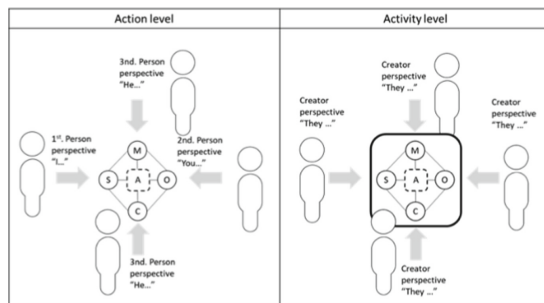 Action level
Activity level
3nd. Person
perspective
"He..."
1st. Person
perspective
"I..."
2nd. Person
perspective
"You..."
M
S
A
O
C
3nd. Person
perspective
"He..."
Creator
perspective
"They ..."
Creator
perspective
"They ..."
Creator
perspective
"They ..."
M
S
A
O
C
Creator
perspective
"They ..."